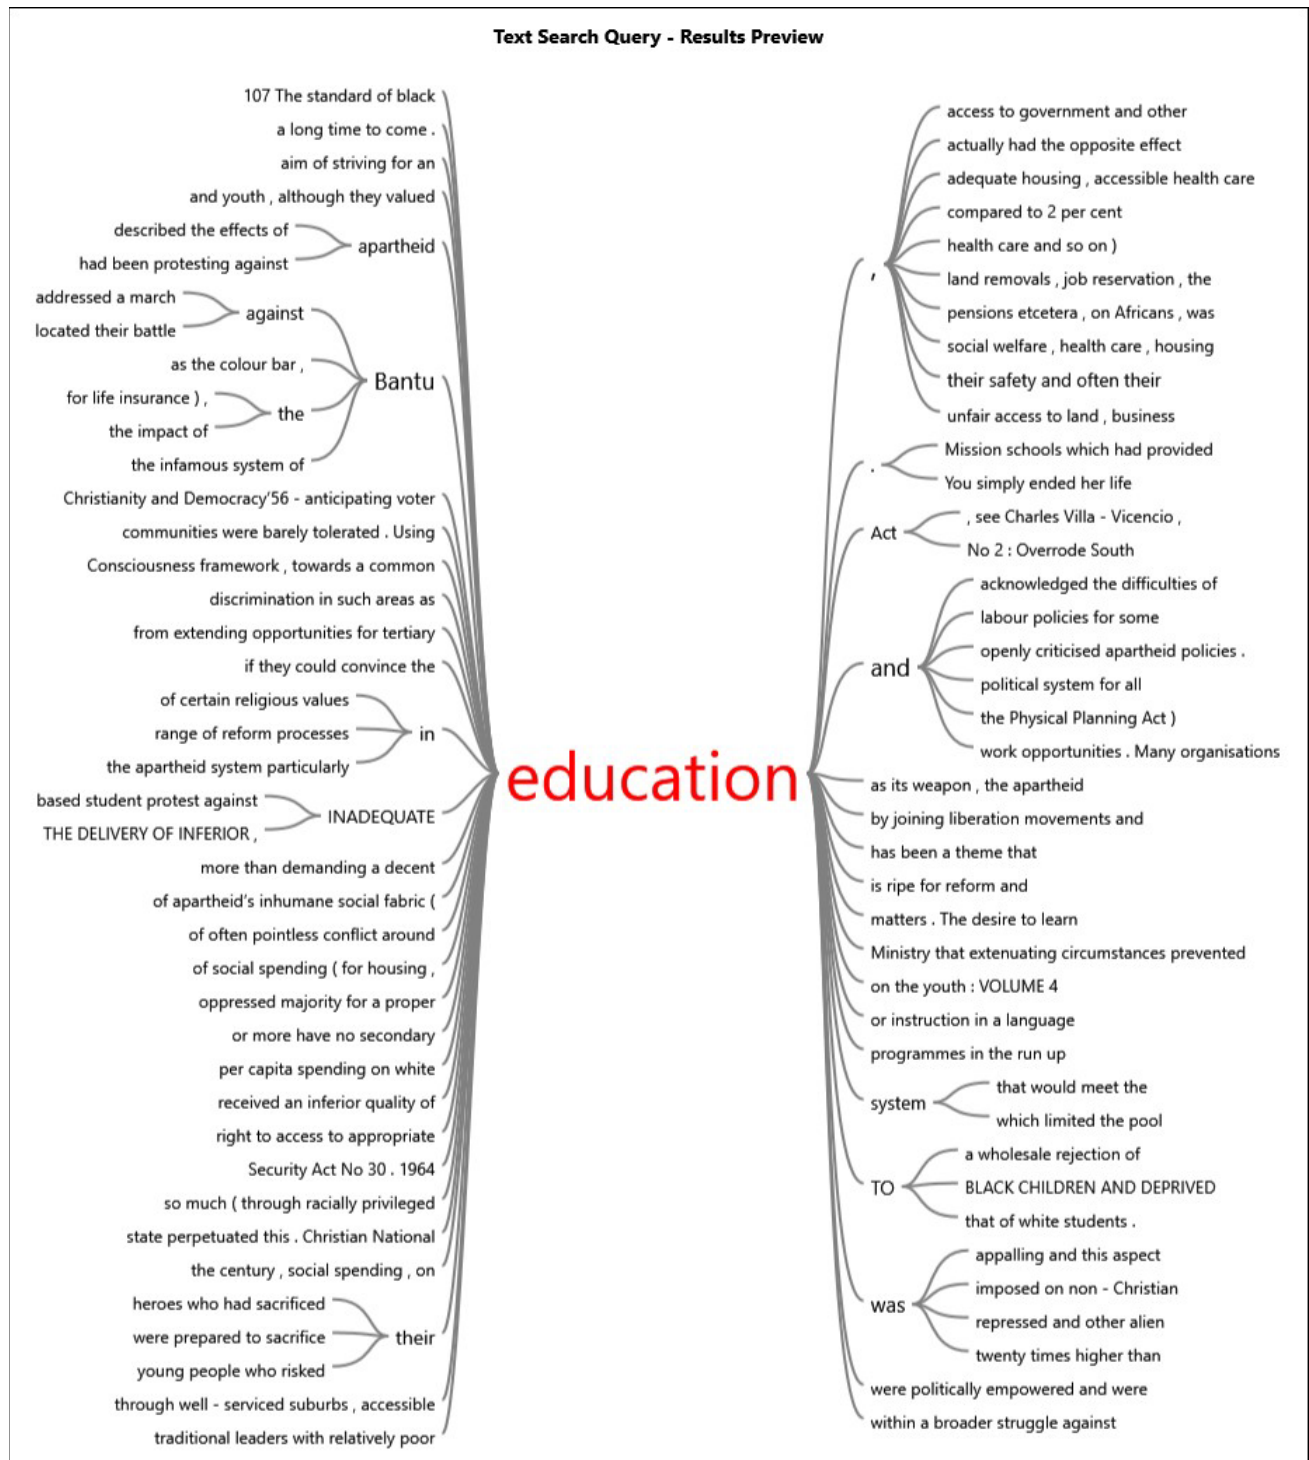 Text Search Query - Results Preview
107 The standard of black
a long time to come .
aim of striving for an
and youth , although they valued
described the effects of
had been protesting against
apartheid
addressed a march
located their battle
against
as the colour bar ,
for life insurance ) ,
the impact of
the
the infamous system of
Bantu
Christianity and Democracy'56 - anticipating voter
communities were barely tolerated . Using
Consciousness framework , towards a common
discrimination in such areas as
from extending opportunities for tertiary
if they could convince the
of certain religious values
range of reform processes
the apartheid system particularly
in
based student protest against
THE DELIVERY OF INFERIOR ,
INADEQUATE
more than demanding a decent
of apartheid's inhumane social fabric (
of often pointless conflict around
of social spending ( for housing ,
oppressed majority for a proper
or more have no secondary
per capita spending on white
received an inferior quality of
right to access to appropriate
Security Act No 30 . 1964
so much ( through racially privileged
state perpetuated this . Christian National
the century , social spending , on
heroes who had sacrificed
were prepared to sacrifice
young people who risked
their
through well - serviced suburbs , accessible
traditional leaders with relatively poor
education
,
access to government and other
actually had the opposite effect
adequate housing , accessible health care
compared to 2 per cent
health care and so on )
land removals , job reservation , the
pensions etcetera , on Africans , was
social welfare , health care , housing
their safety and often their
unfair access to land , business
.
Mission schools which had provided
You simply ended her life
Act
, see Charles Villa - Vicencio ,
No 2 : Overrode South
and
acknowledged the difficulties of
labour policies for some
openly criticised apartheid policies .
political system for all
the Physical Planning Act )
work opportunities . Many organisations
as its weapon , the apartheid
by joining liberation movements and
has been a theme that
is ripe for reform and
matters . The desire to learn
Ministry that extenuating circumstances prevented
on the youth : VOLUME 4
or instruction in a language
programmes in the run up
system
that would meet the
which limited the pool
TO
a wholesale rejection of
BLACK CHILDREN AND DEPRIVED
that of white students .
was
appalling and this aspect
imposed on non - Christian
repressed and other alien
twenty times higher than
were politically empowered and were
within a broader struggle against